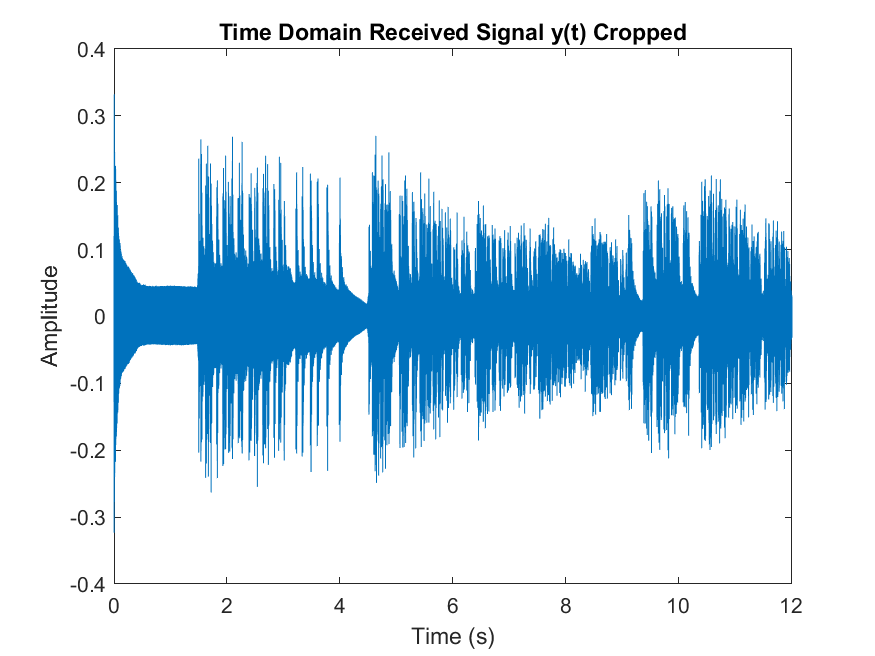 Time Domain Received Signal y(t) Cropped
0.4
0.3
0.2
0.1
0
-0.1
-0.2
-0.3
-0.4
Amplitude
0 2 4 6 8 10 12
Time (s)